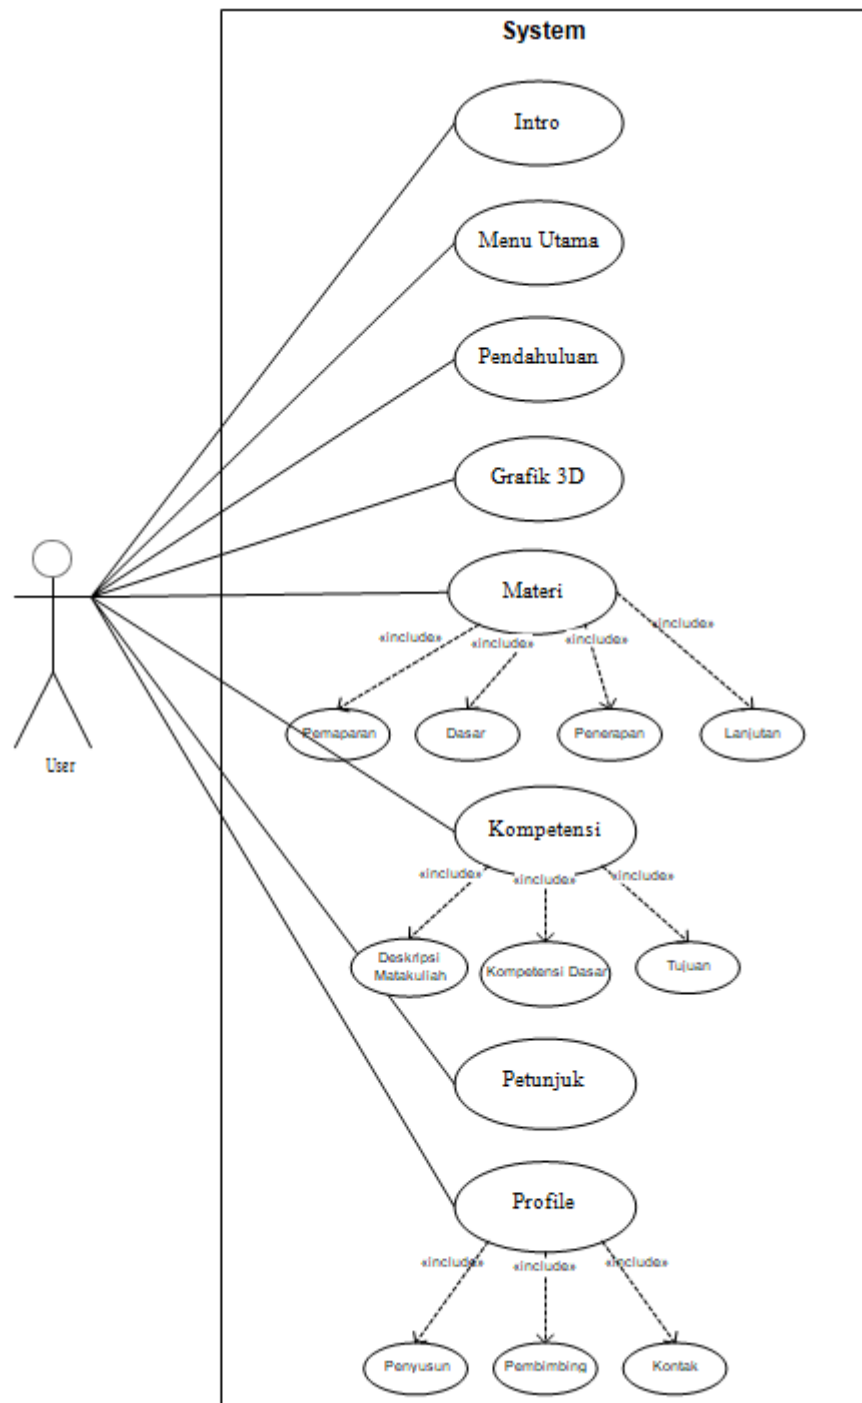 System
Intro
Menu Utama
Pendahuluan
Grafik 3D
Materi
«include»
«include»
«include»
«include»
Pemaparan
Dasar
Penerapan
Lanjutan
User
Kompetensi
«include»
«include»
«include»
Deskripsi
Matakuliah
Kompetensi Dasar
Tujuan
Petunjuk
Profile
«include»
«include»
«include»
Penyusun
Pembimbing
Kontak